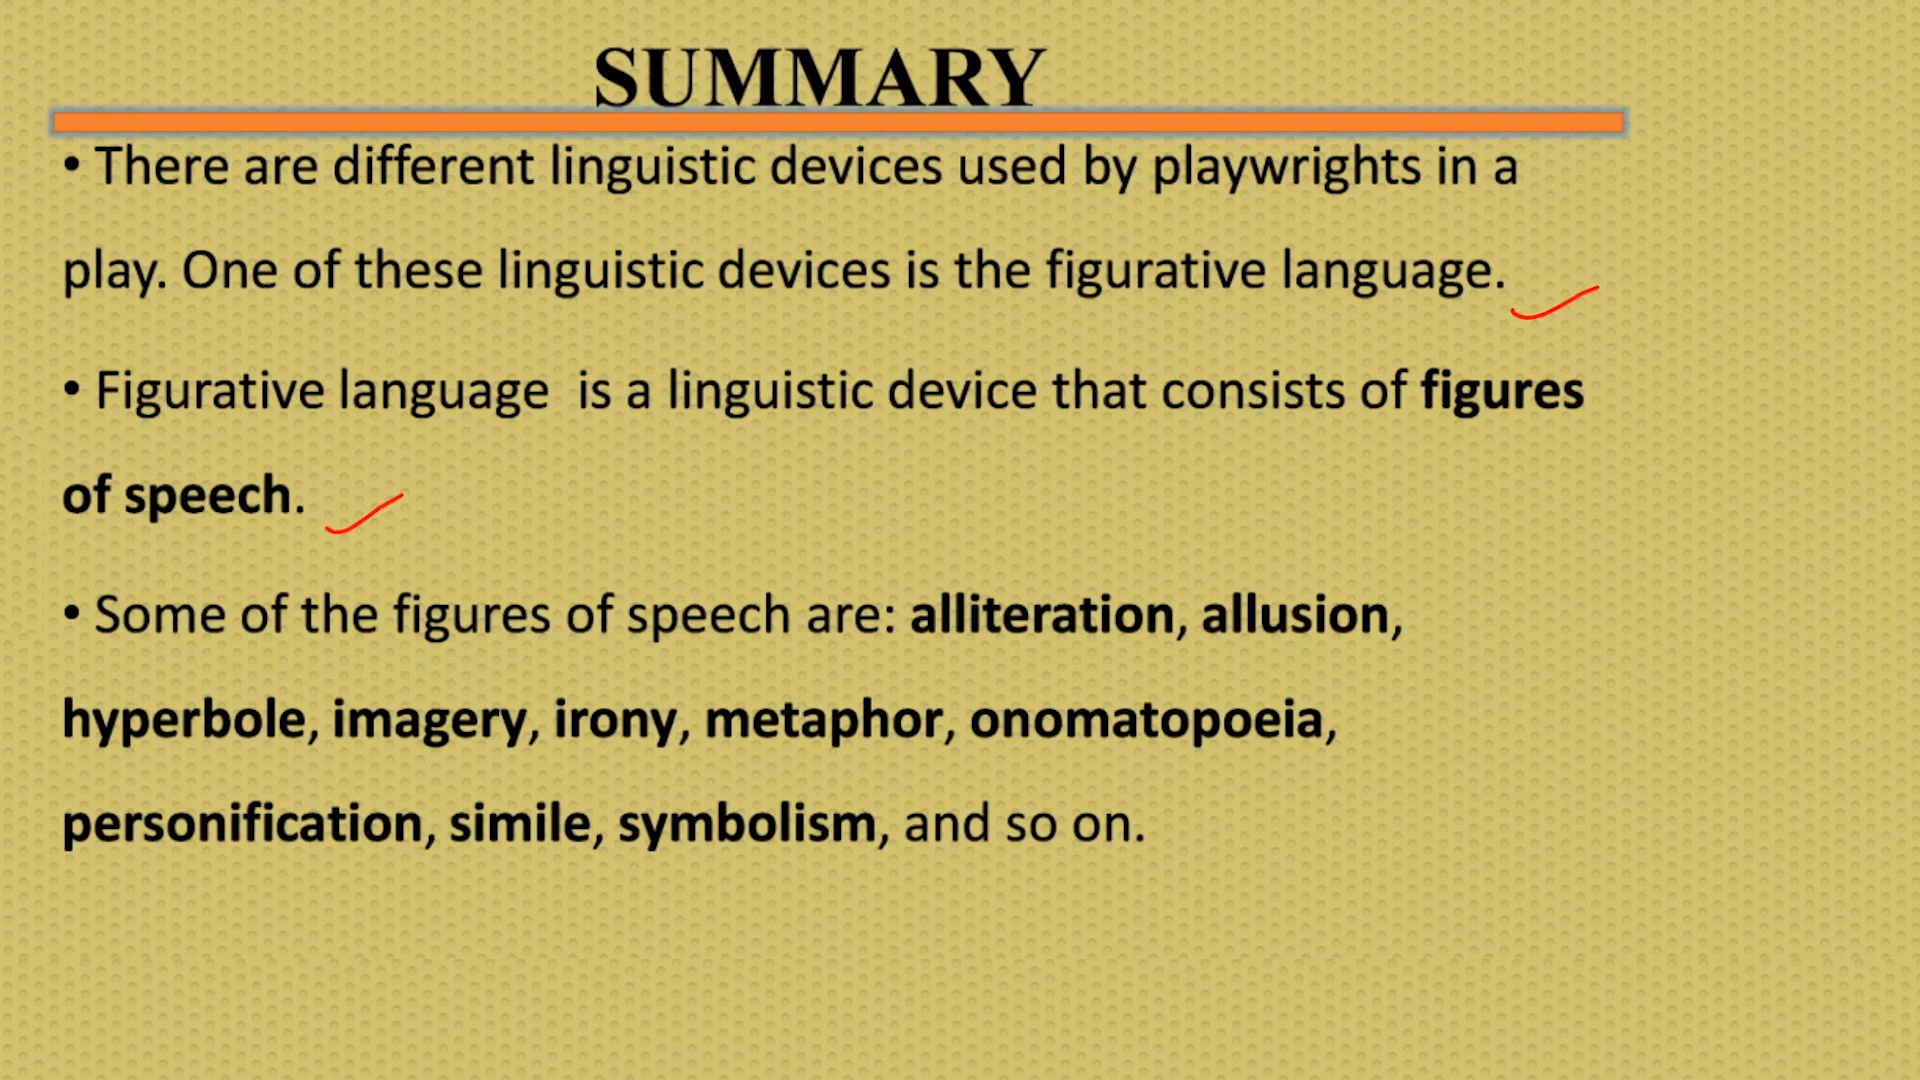 SUMMARY
• There are different linguistic devices used by playwrights in a
play. One of these linguistic devices is the figurative language.
• Figurative language  is a linguistic device that consists of figures
of speech.
• Some of the figures of speech are: alliteration, allusion,
hyperbole, imagery, irony, metaphor, onomatopoeia,
personification, simile, symbolism, and so on.